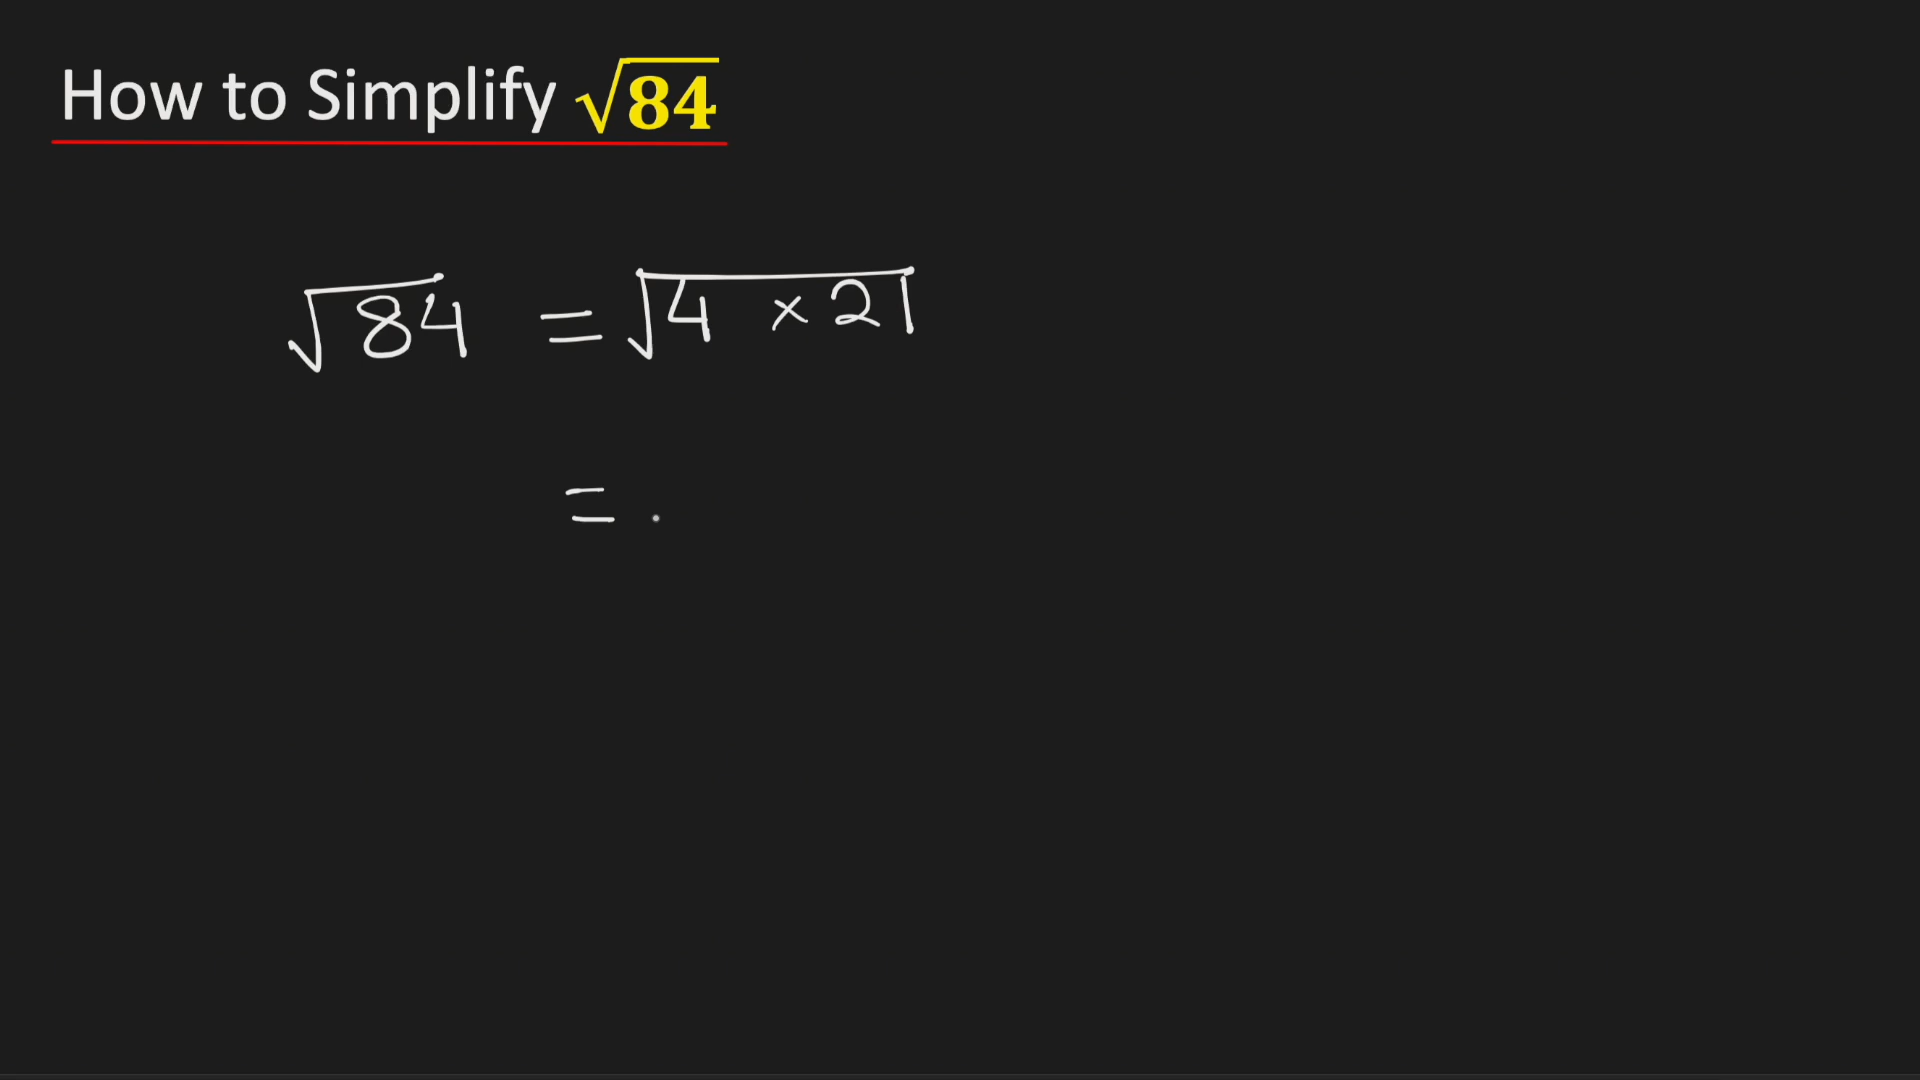 How to Simplify √84
√84 = √4 × 21
=